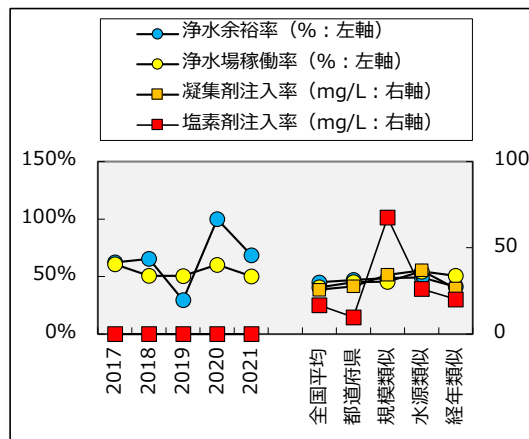 浄水余裕率（%：左軸）
浄水場稼働率（%：左軸）
凝集剤注入率（mg/L：右軸）
塩素剤注入率（mg/L：右軸）
150%
100%
50%
0%
100
50
0
2017
2018
2019
2020
2021
全国平均
都道府県
規模類似
水源類似
経年類似